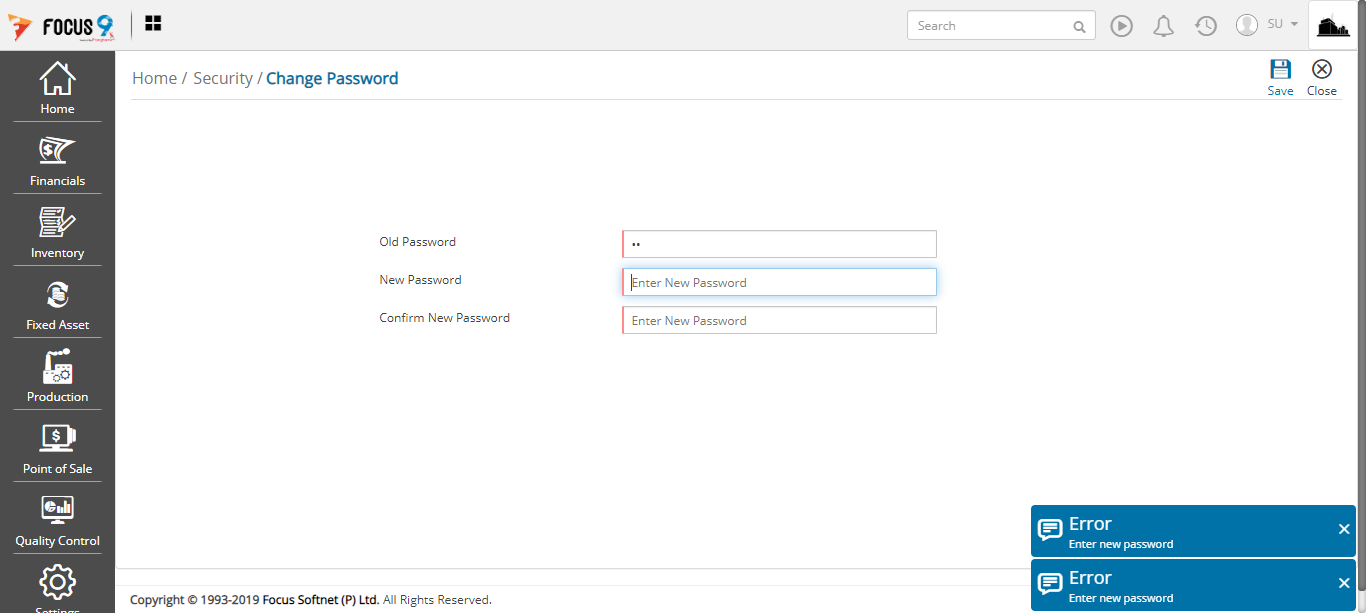 FOCUS 9
Search
SU
Home / Security / Change Password
Save
Close
Home
Financials
Inventory
Fixed Asset
Production
Point of Sale
Quality Control
Settings
Old Password
••
New Password
Enter New Password
Confirm New Password
Enter New Password
Error
Enter new password
Error
Enter new password
Copyright © 1993-2019 Focus Softnet (P) Ltd. All Rights Reserved.